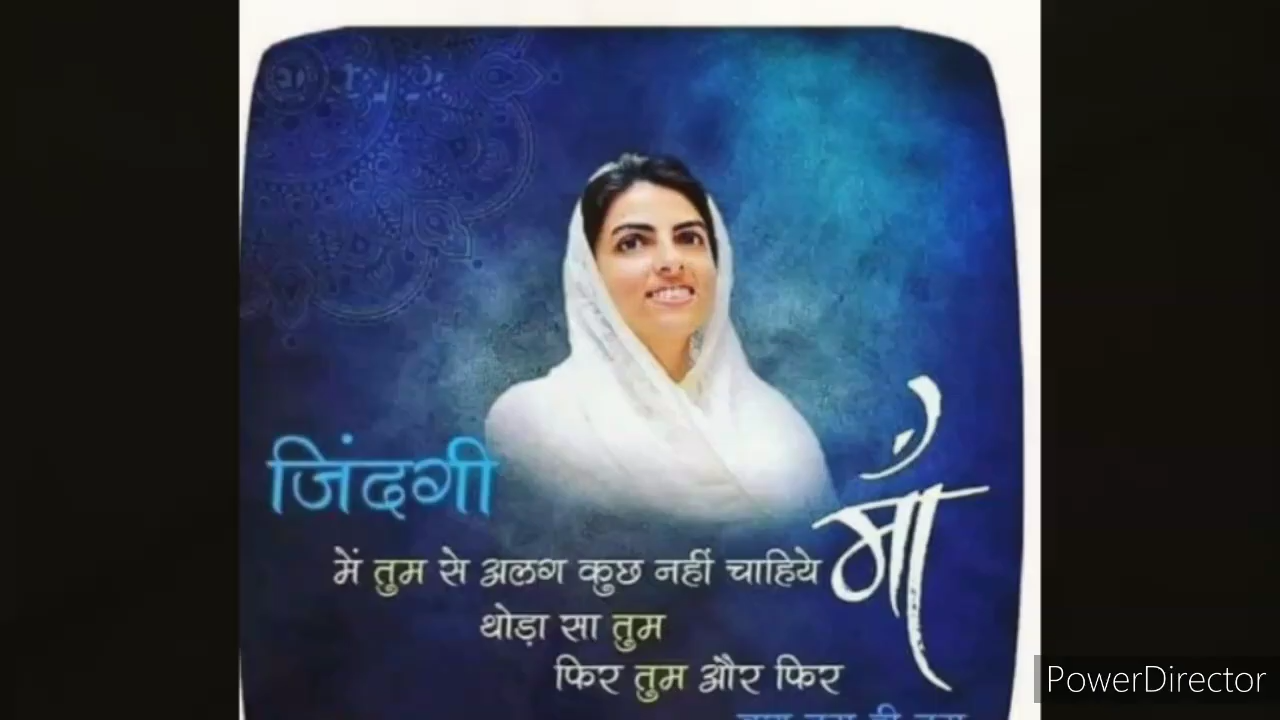 जिंदगी
माँ
में तुम से अलग कुछ नहीं चाहिये
थोड़ा सा तुम
फिर तुम और फिर
PowerDirector